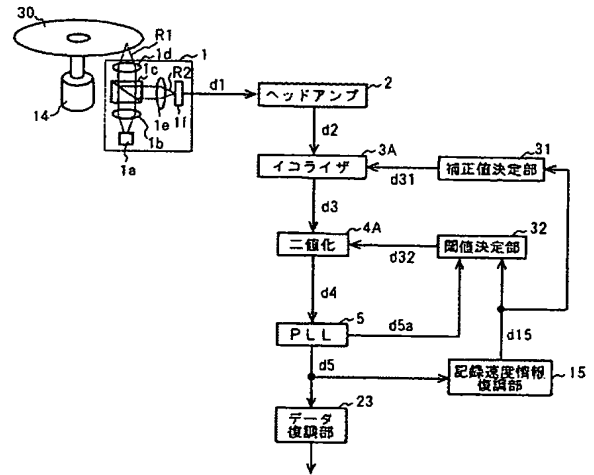 30
R1
1d
1
1c
R2
d1
2
ヘッドアンプ
14
1e
1f
1b
1a
d2
3A
31
イコライザ
補正値決定部
d31
d3
4A
32
二値化
閾値決定部
d32
d4
5
PLL
d5a
d15
d5
記録速度情報
復調部
15
23
データ
復調部